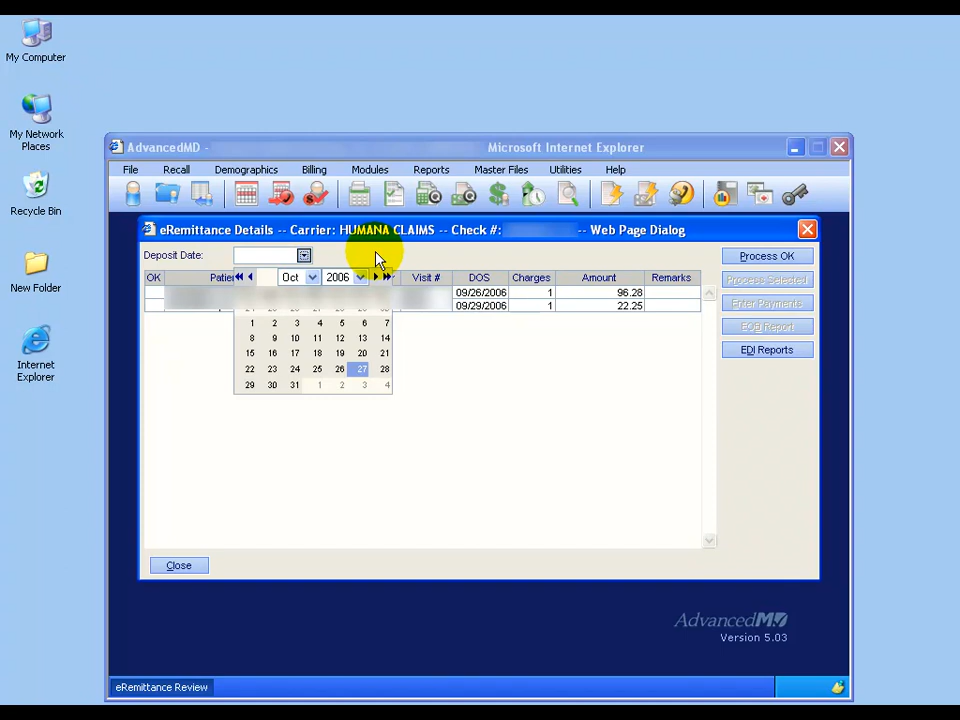 My Computer
My Network
Places
Recycle Bin
New Folder
Internet
Explorer
AdvancedMD -
Microsoft Internet Explorer
File Recall Demographics Billing Modules Reports Master Files Utilities Help
eRemittance Details -- Carrier: HUMANA CLAIMS -- Check #: -- Web Page Dialog
Deposit Date:
Process OK
OK Patie Oct 2006 Visit # DOS Charges Amount Remarks
Process Selected
09/26/2006 1 96.28
Enter Payments
09/29/2006 1 22.25
1 2 3 4 5 6 7
EOB Report
8 9 10 11 12 13 14
EDI Reports
15 16 17 18 19 20 21
22 23 24 25 26 27 28
29 30 31 1 2 3 4
Close
AdvancedMD
Version 5.03
eRemittance Review